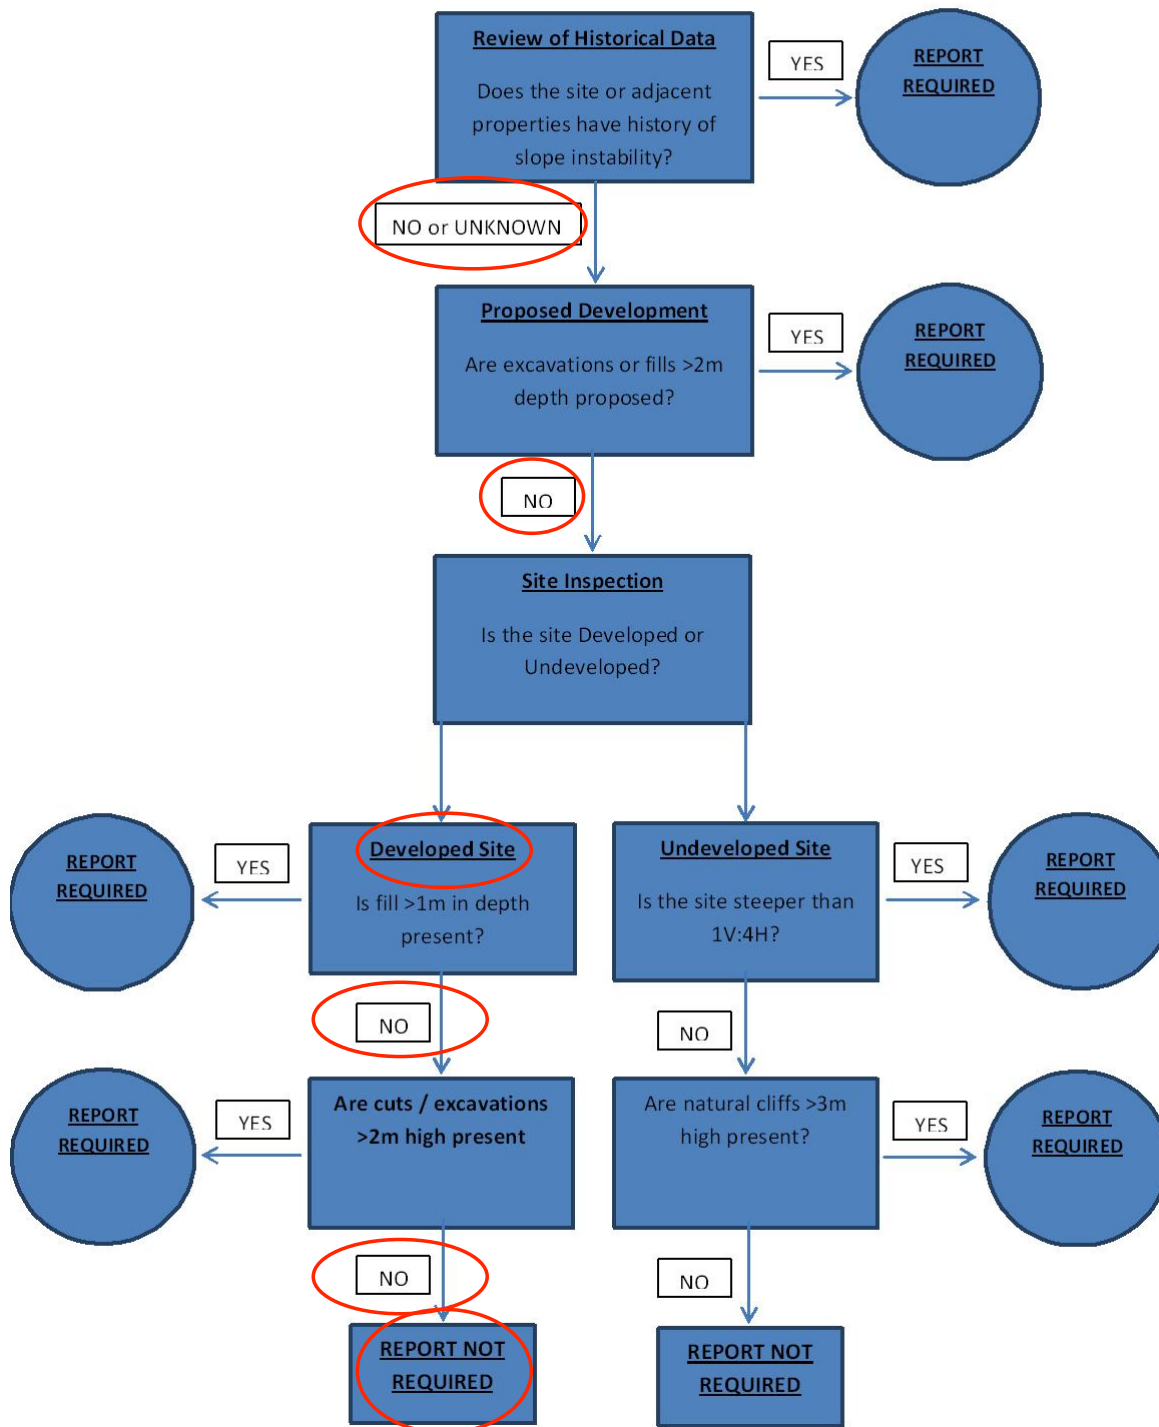 Review of Historical Data
Does the site or adjacent
properties have history of
slope instability?
YES
REPORT
REQUIRED
NO or UNKNOWN
Proposed Development
Are excavations or fills >2m
depth proposed?
YES
REPORT
REQUIRED
NO
Site Inspection
Is the site Developed or
Undeveloped?
REPORT
REQUIRED
YES
Developed Site
Is fill >1m in depth
present?
Undeveloped Site
Is the site steeper than
1V:4H?
YES
REPORT
REQUIRED
NO
NO
REPORT
REQUIRED
YES
Are cuts / excavations
>2m high present
Are natural cliffs >3m
high present?
YES
REPORT
REQUIRED
NO
NO
REPORT NOT
REQUIRED
REPORT NOT
REQUIRED